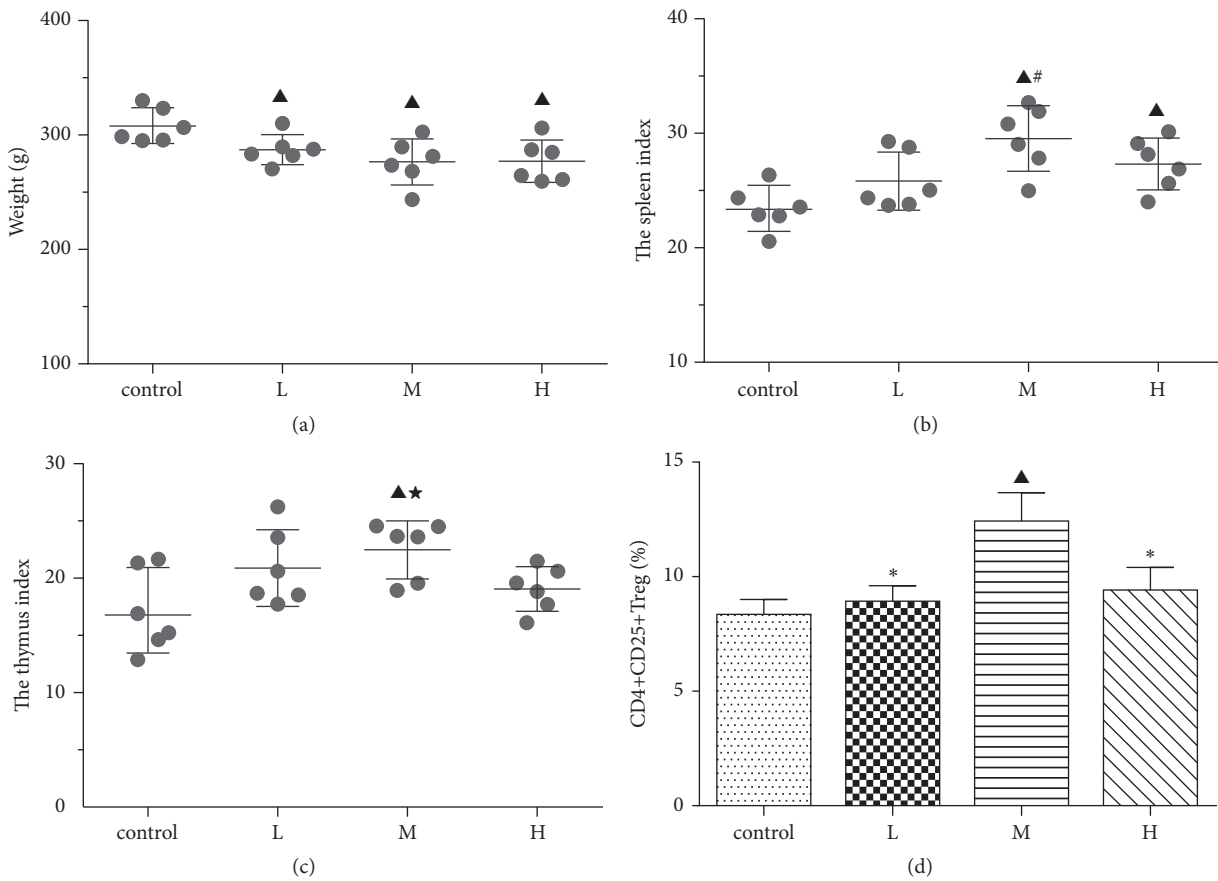 Weight (g)
400
300
200
100
▲
▲
▲
control
L
M
H
(a)
The spleen index
40
30
20
10
▲#
▲
control
L
M
H
(b)
The thymus index
30
20
10
0
▲★
control
L
M
H
(c)
CD4+CD25+Treg (%)
15
10
5
0
*
▲
*
control
L
M
H
(d)